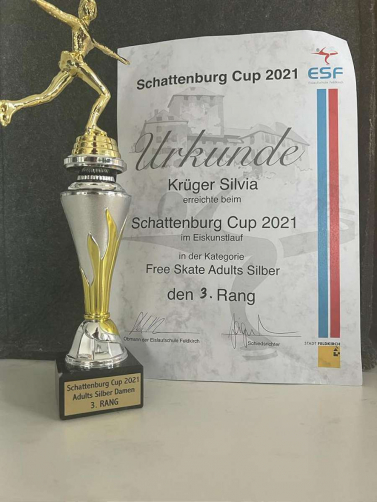 Schattenburg Cup 2021
ESF
Urkunde
Krüger Silvia
erreichte beim
Schattenburg Cup 2021
im Eiskunstlauf
in der Kategorie
Free Skate Adults Silber
den 3. Rang
Obmann der Eislaufschule Feldkirch
Schiedsrichter
STADT FELDKIRCH
Schattenburg Cup 2021
Adults Silber Damen
3. RANG